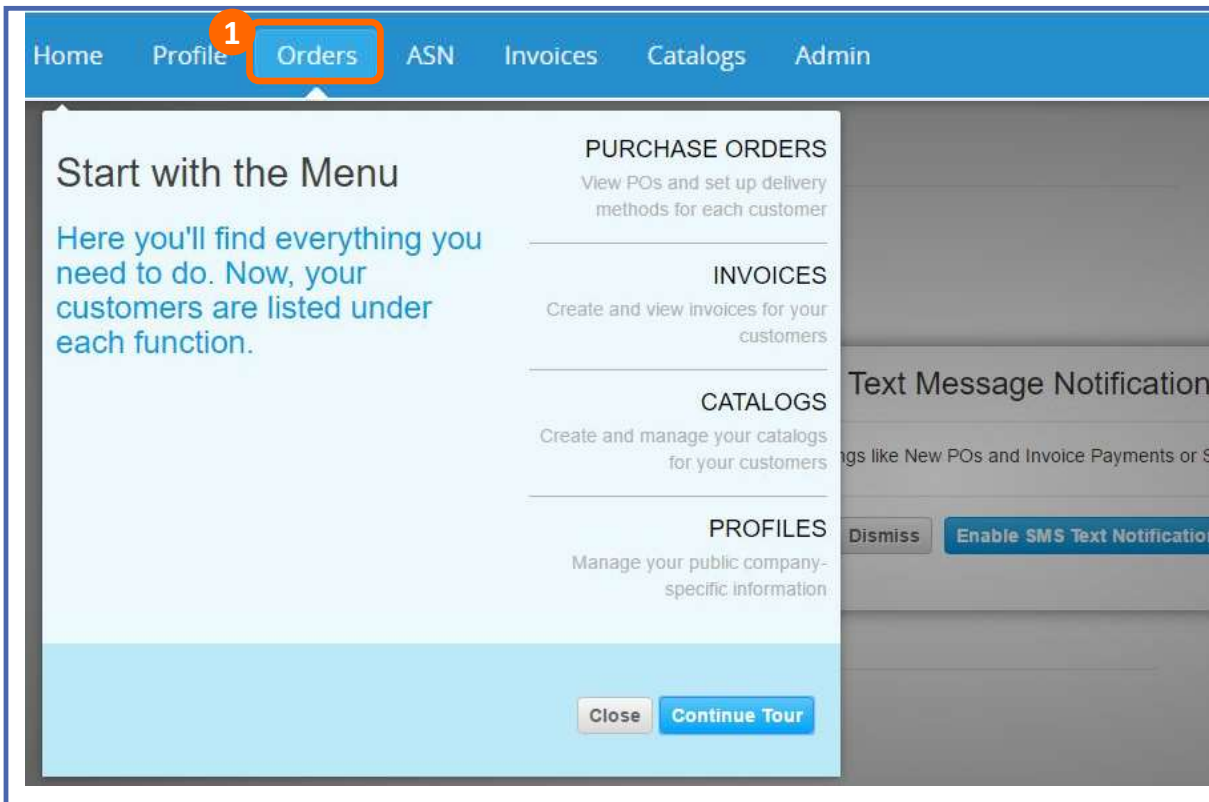 1
Home Profile Orders ASN Invoices Catalogs Admin
Start with the Menu
Here you'll find everything you
need to do. Now, your
customers are listed under
each function.
PURCHASE ORDERS
View POs and set up delivery
methods for each customer
INVOICES
Create and view invoices for your
customers
CATALOGS
Create and manage your catalogs
for your customers
PROFILES
Manage your public company-
specific information
Close Continue Tour
Text Message Notification
like New POs and Invoice Payments or
Dismiss Enable SMS Text